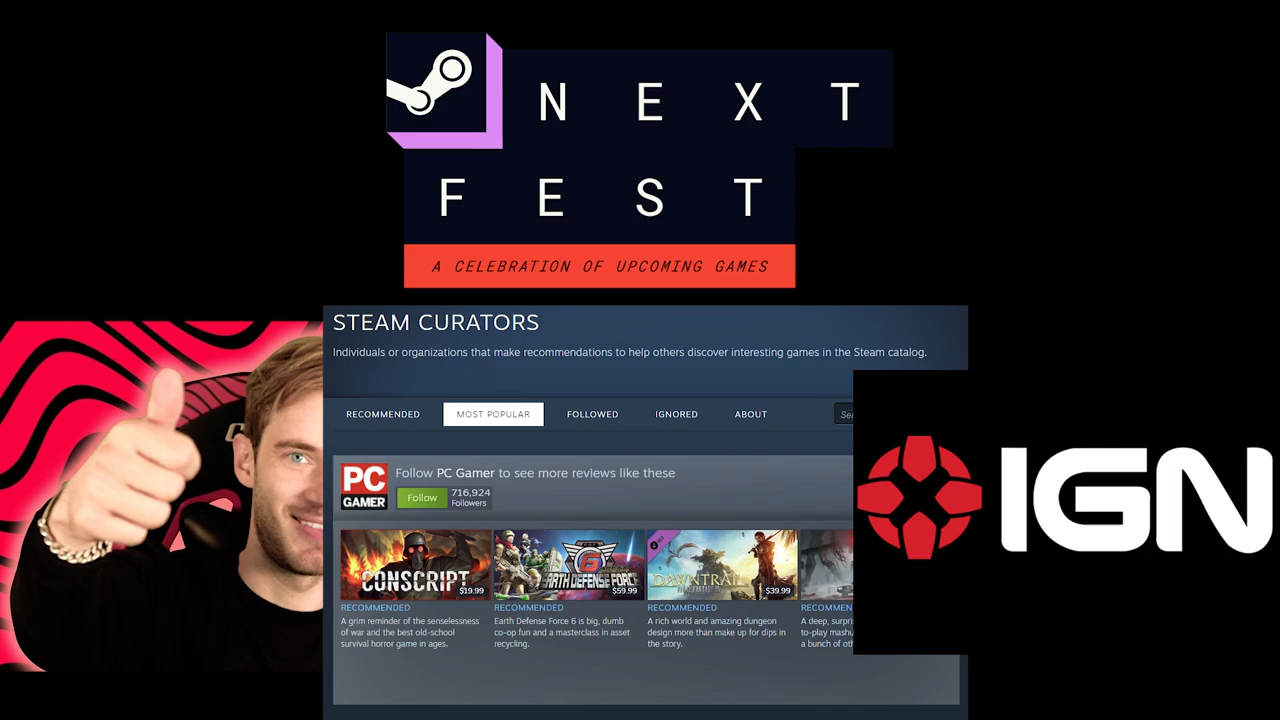 NEXT
FEST
A CELEBRATION OF UPCOMING GAMES
STEAM CURATORS
Individuals or organizations that make recommendations to help others discover interesting games in the Steam catalog.
RECOMMENDED MOST POPULAR FOLLOWED IGNORED ABOUT
PC GAMER
Follow PC Gamer to see more reviews like these
Follow 716,924 Followers
CONSCRIPT
$19.99
RECOMMENDED
A grim reminder of the senselessness
of war and the best old-school
survival horror game in ages.
6
EARTH DEFENSE FORCE
$59.99
RECOMMENDED
Earth Defense Force 6 is big, dumb
co-op fun and a masterclass in asset
recycling.
DAWNTRAIL
$39.99
RECOMMENDED
A rich world and amazing dungeon
design more than make up for dips in
the story.
A deep,
to-play
a bunch of
IGN